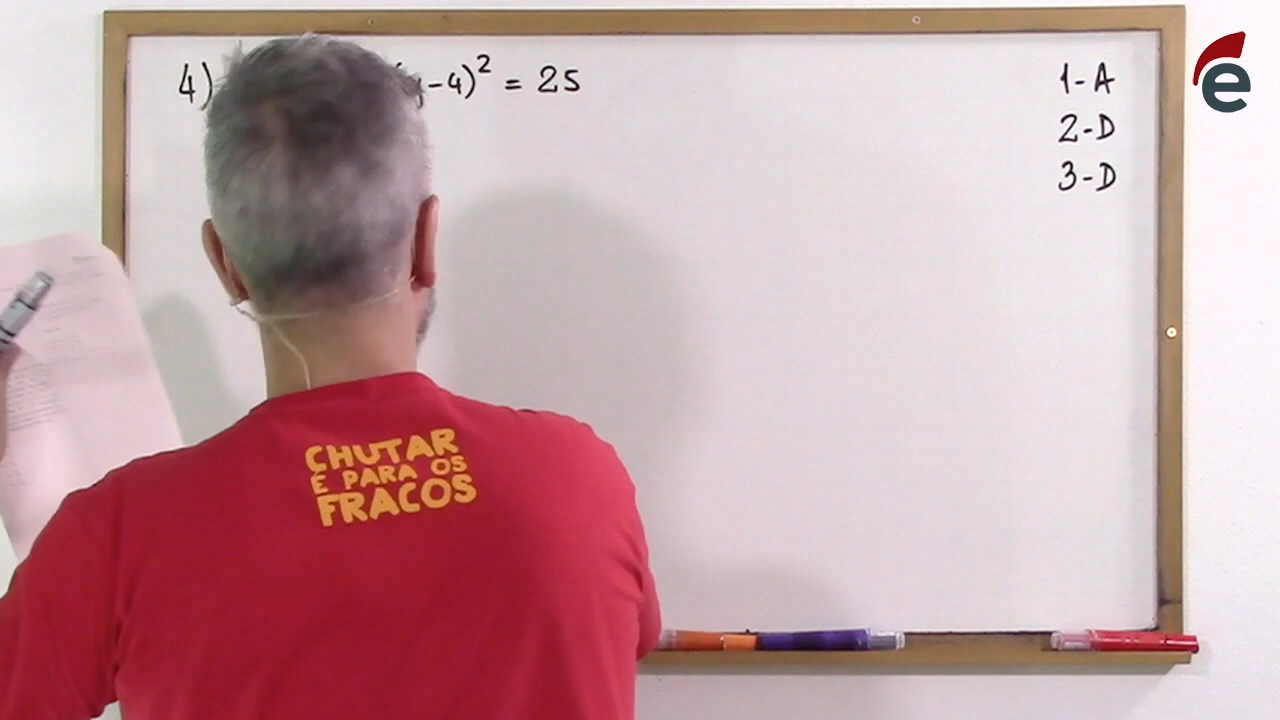 4) -4)² = 25
1-A
2-D
3-D
e
CHUTAR
É PARA OS
FRACOS